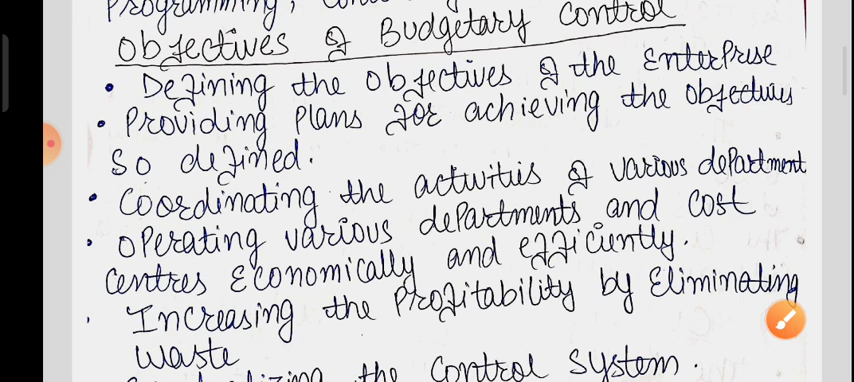 Programming,
Objectives of Budgetary Control
• Defining the objectives of the Enterprise
• Providing Plans for achieving the objectives
so defined.
• Coordinating the activities of various department
• Operating various departments and cost
centres Economically and efficiently.
• Increasing the Profitability by Eliminating
waste
the control system.